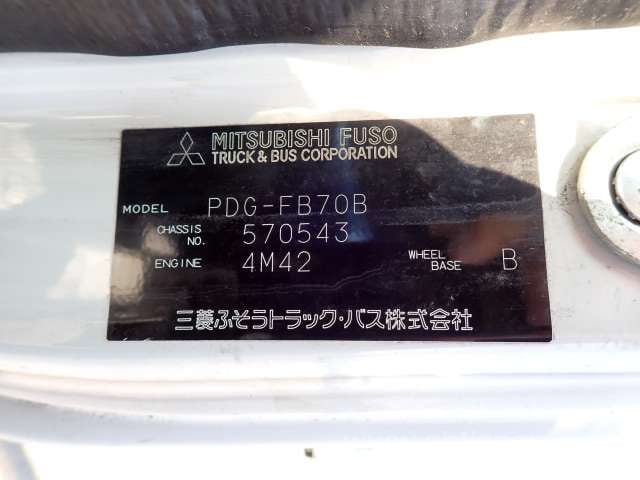 MITSUBISHI FUSO
TRUCK & BUS CORPORATION
MODEL PDG-FB70B
CHASSIS NO. 570543
ENGINE 4M42 WHEEL BASE B
三菱ふそうトラック・バス株式会社